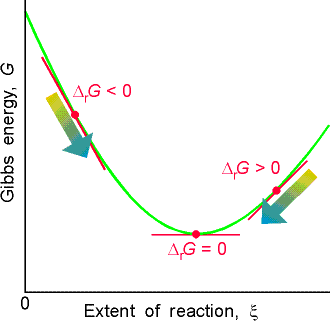 Gibbs energy, G
ΔrG < 0
ΔrG > 0
ΔrG = 0
0
Extent of reaction, ξ